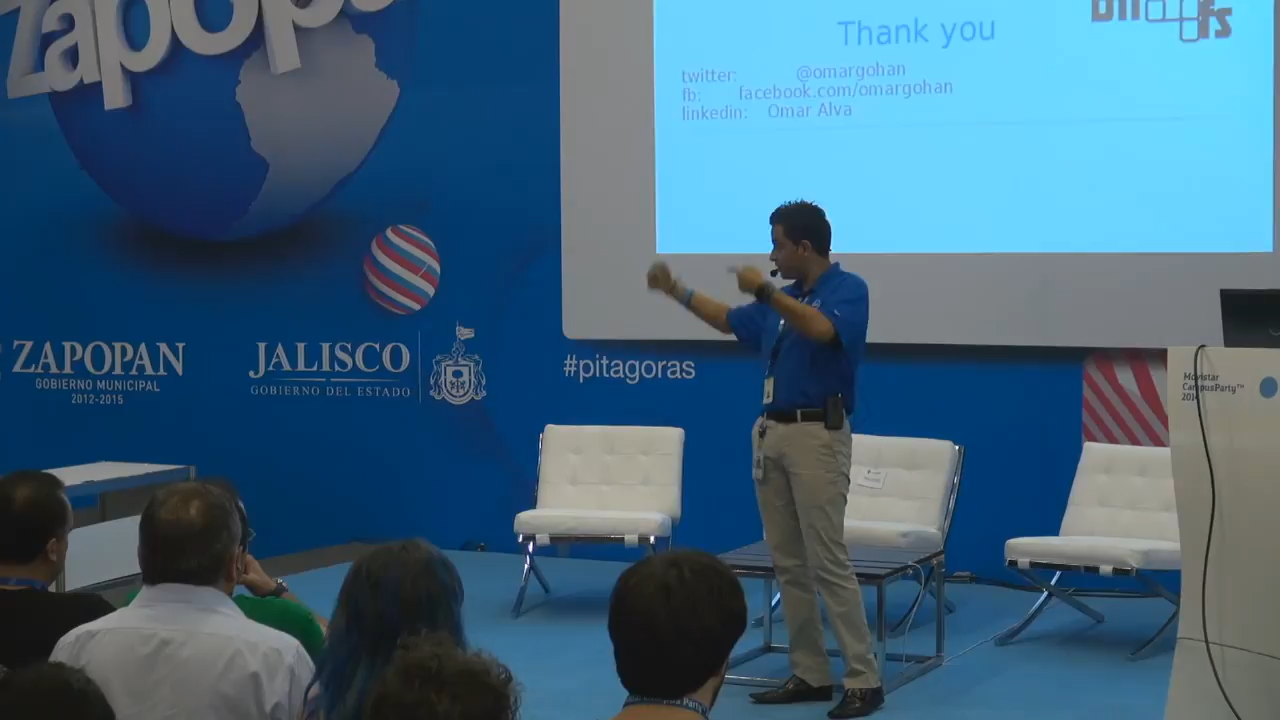 Zapopa
Thank you
twitter: @omargohan
fb: facebook.com/omargohan
linkedin: Omar Alva
ZAPOPAN
GOBIERNO MUNICIPAL
2012-2015
JALISCO
GOBIERNO DEL ESTADO
#pitagoras
Movistar
CampusParty™